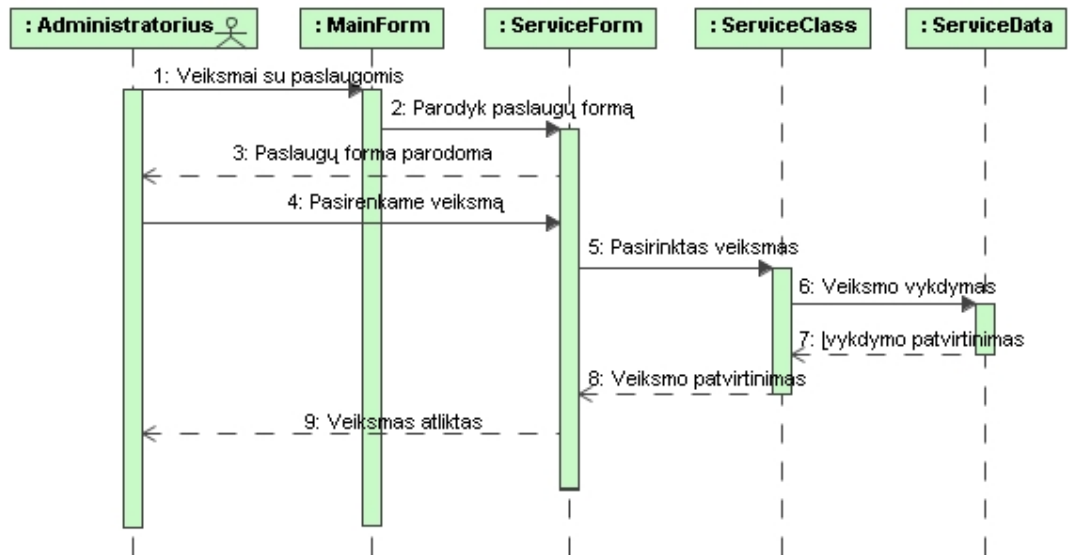 : Administratorius
: MainForm
: ServiceForm
: ServiceClass
: ServiceData
1: Veiksmai su paslaugomis
2: Parodyk paslaugų formą
3: Paslaugų forma parodoma
4: Pasirenkame veiksmą
5: Pasirinktas veiksmas
6: Veiksmo vykdymas
7: Įvykdymo patvirtinimas
8: Veiksmo patvirtinimas
9: Veiksmas atliktas